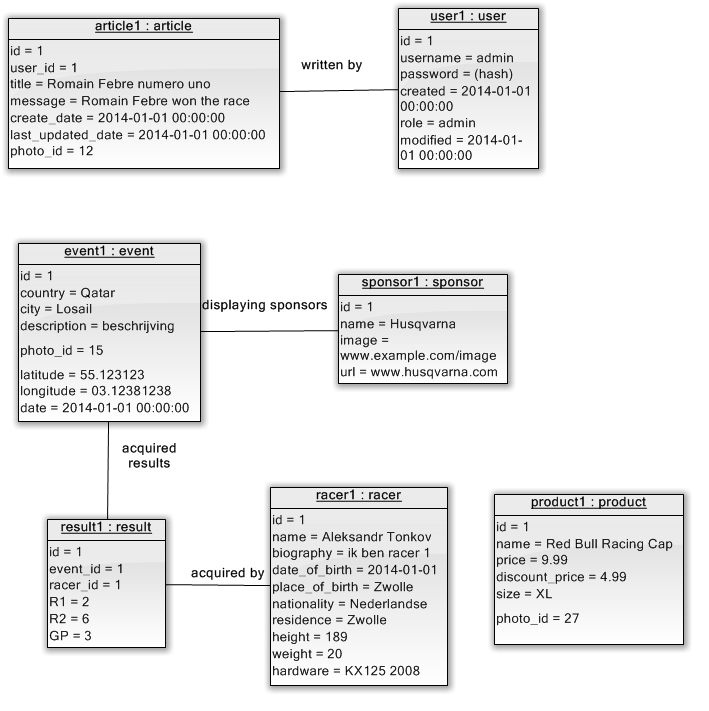 article1 : article
id = 1
user_id = 1
title = Romain Febre numero uno
message = Romain Febre won the race
create_date = 2014-01-01 00:00:00
last_updated_date = 2014-01-01 00:00:00
photo_id = 12
written by
user1 : user
id = 1
username = admin
password = (hash)
created = 2014-01-01
00:00:00
role = admin
modified = 2014-01-
01 00:00:00
event1 : event
id = 1
country = Qatar
city = Losail
description = beschrijving
photo_id = 15
latitude = 55.123123
longitude = 03.12381238
date = 2014-01-01 00:00:00
displaying sponsors
sponsor1 : sponsor
id = 1
name = Husqvarna
image =
www.example.com/image
url = www.husqvarna.com
acquired
results
result1 : result
id = 1
event_id = 1
racer_id = 1
R1 = 2
R2 = 6
GP = 3
acquired by
racer1 : racer
id = 1
name = Aleksandr Tonkov
biography = ik ben racer 1
date_of_birth = 2014-01-01
place_of_birth = Zwolle
nationality = Nederlandse
residence = Zwolle
height = 189
weight = 20
hardware = KX125 2008
product1 : product
id = 1
name = Red Bull Racing Cap
price = 9.99
discount_price = 4.99
size = XL
photo_id = 27